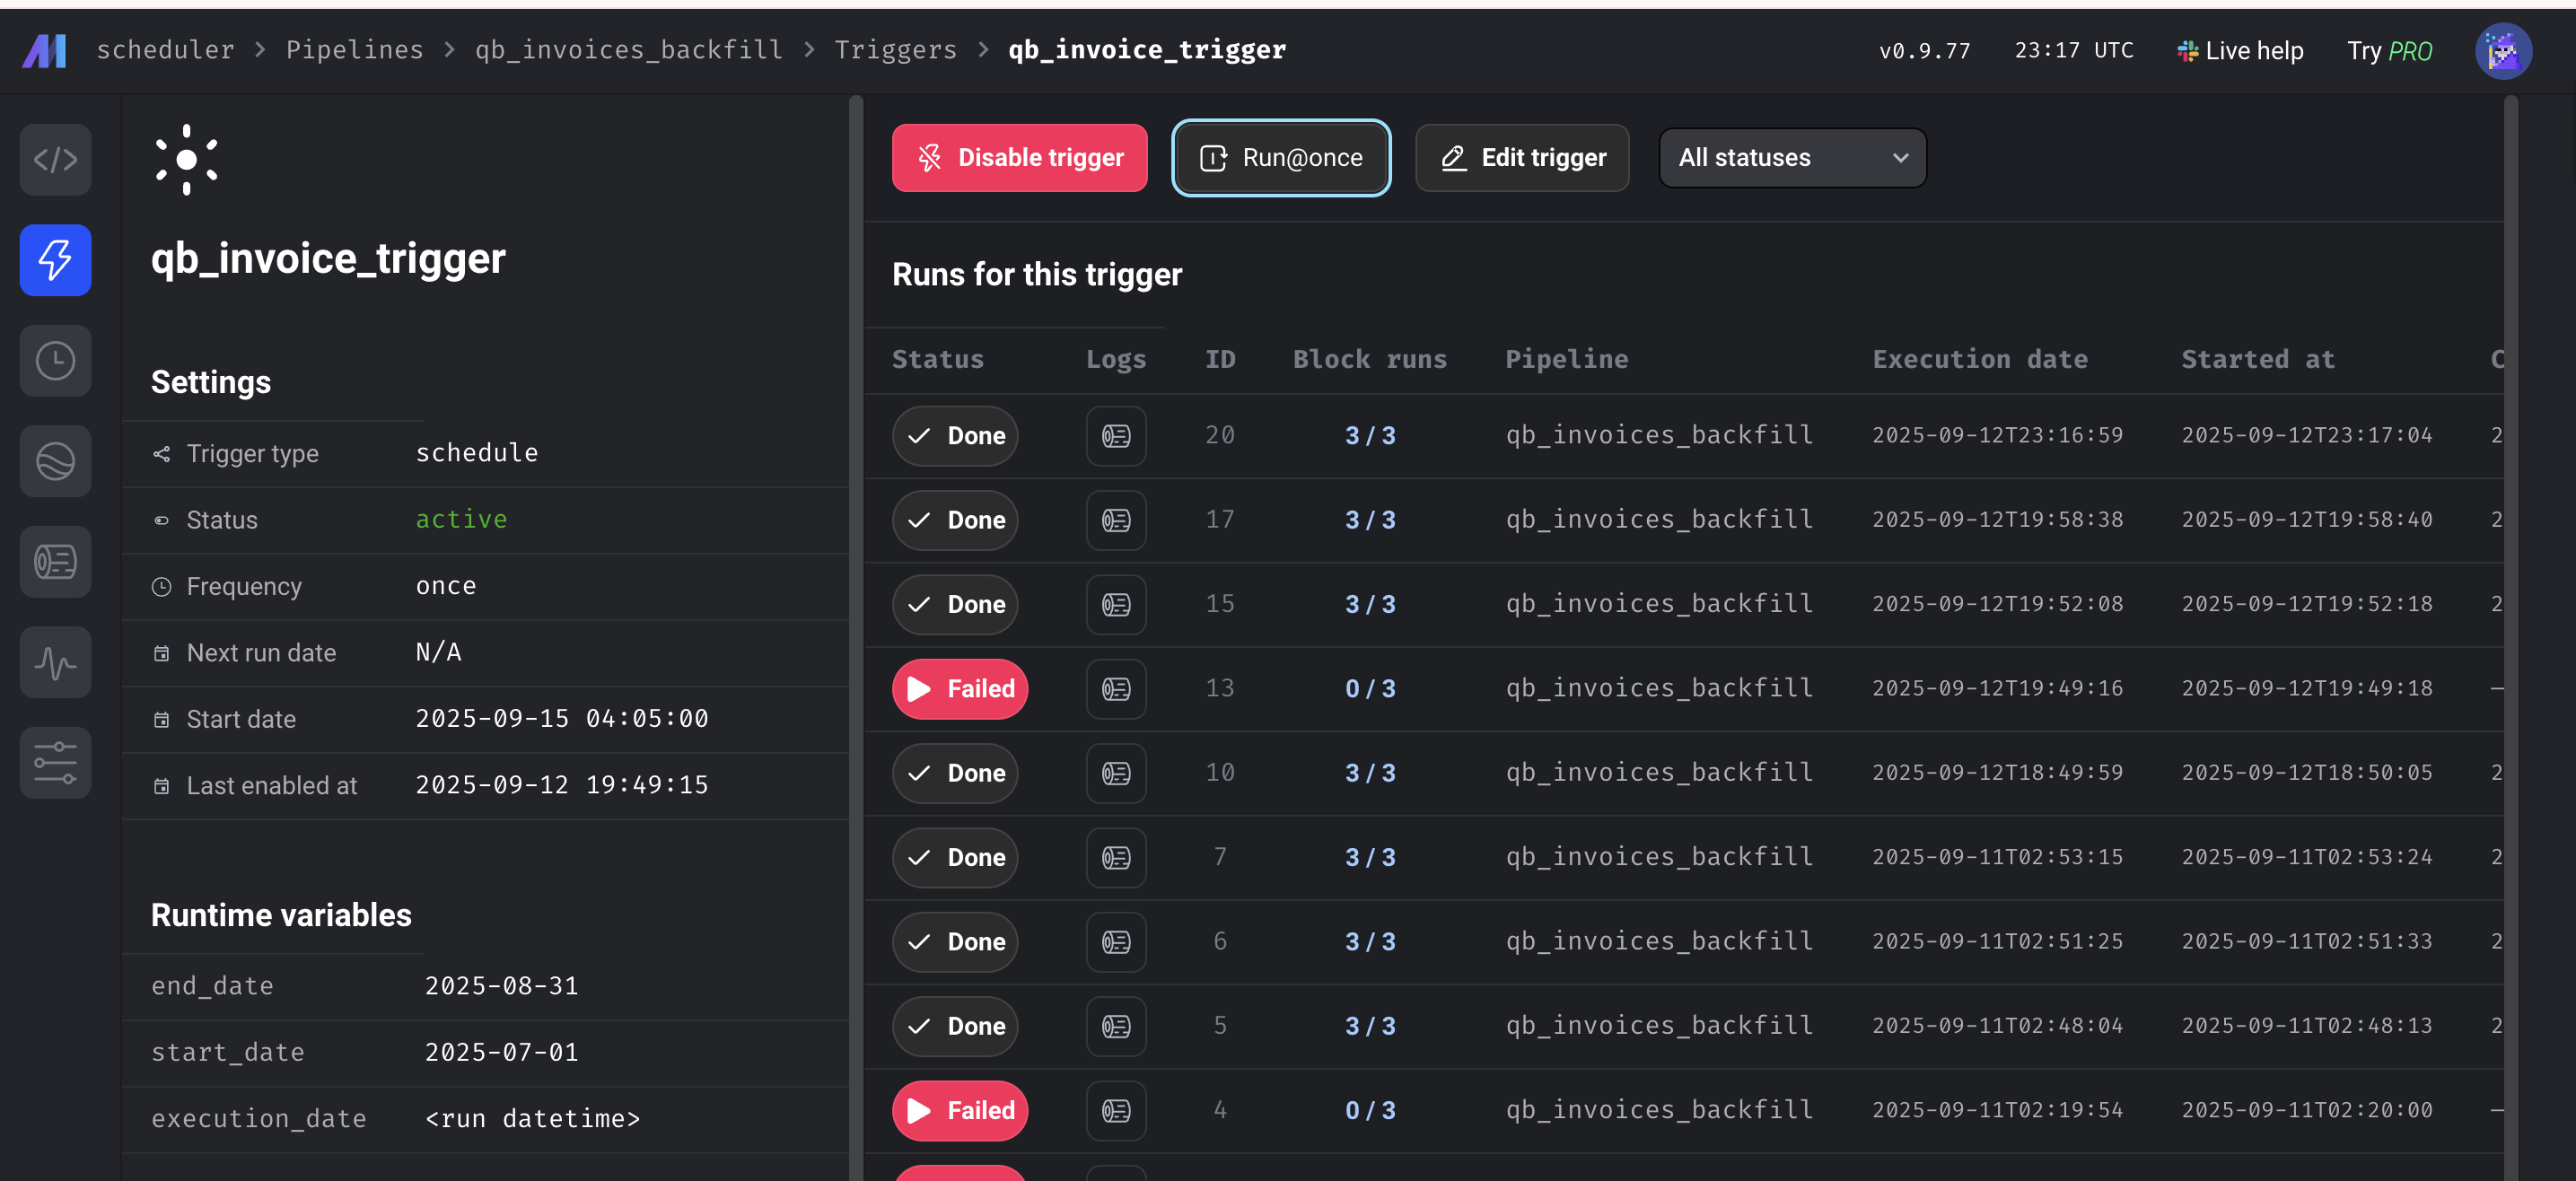 scheduler > Pipelines > qb_invoices_backfill > Triggers > qb_invoice_trigger
v0.9.77 23:17 UTC Live help Try PRO
qb_invoice_trigger
Settings
Trigger type schedule
Status active
Frequency once
Next run date N/A
Start date 2025-09-15 04:05:00
Last enabled at 2025-09-12 19:49:15
Runtime variables
end_date 2025-08-31
start_date 2025-07-01
execution_date <run datetime>
Disable trigger Run@once Edit trigger All statuses
Runs for this trigger
Status Logs ID Block runs Pipeline Execution date Started at C
Done 20 3 / 3 qb_invoices_backfill 2025-09-12T23:16:59 2025-09-12T23:17:04 2
Done 17 3 / 3 qb_invoices_backfill 2025-09-12T19:58:38 2025-09-12T19:58:40 2
Done 15 3 / 3 qb_invoices_backfill 2025-09-12T19:52:08 2025-09-12T19:52:18 2
Failed 13 0 / 3 qb_invoices_backfill 2025-09-12T19:49:16 2025-09-12T19:49:18 —
Done 10 3 / 3 qb_invoices_backfill 2025-09-12T18:49:59 2025-09-12T18:50:05 2
Done 7 3 / 3 qb_invoices_backfill 2025-09-11T02:53:15 2025-09-11T02:53:24 2
Done 6 3 / 3 qb_invoices_backfill 2025-09-11T02:51:25 2025-09-11T02:51:33 2
Done 5 3 / 3 qb_invoices_backfill 2025-09-11T02:48:04 2025-09-11T02:48:13 2
Failed 4 0 / 3 qb_invoices_backfill 2025-09-11T02:19:54 2025-09-11T02:20:00 —